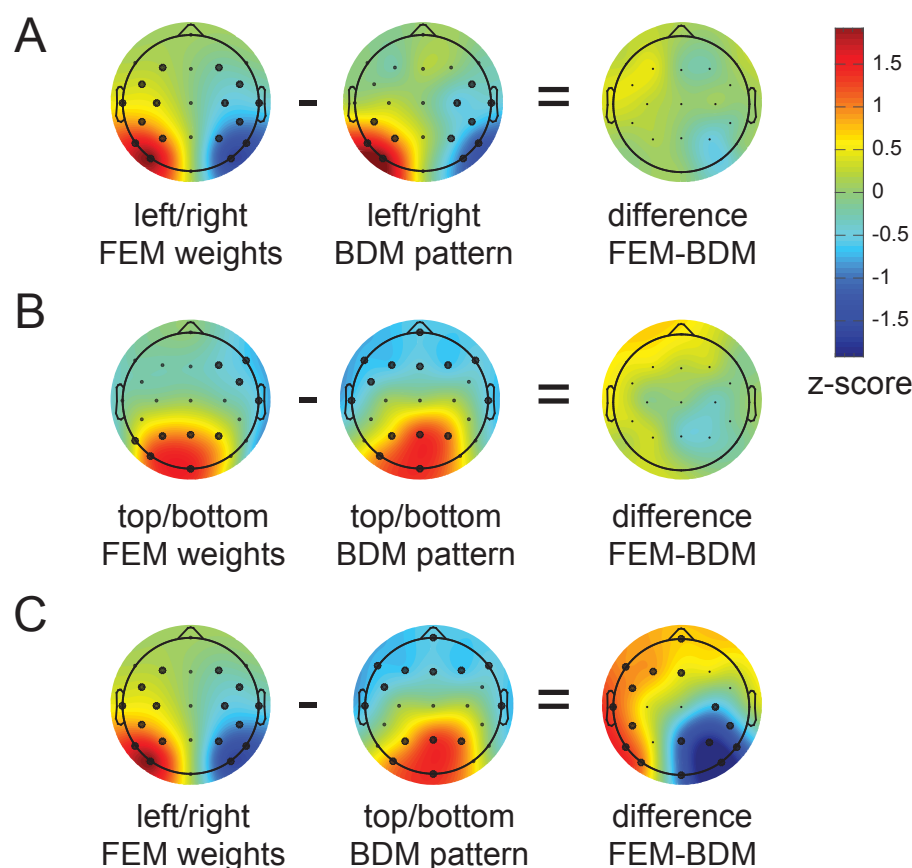 A
-
=
left/right
FEM weights
left/right
BDM pattern
difference
FEM-BDM
1.5
1
0.5
0
-0.5
-1
-1.5
z-score
B
-
=
top/bottom
FEM weights
top/bottom
BDM pattern
difference
FEM-BDM
C
-
=
left/right
FEM weights
top/bottom
BDM pattern
difference
FEM-BDM